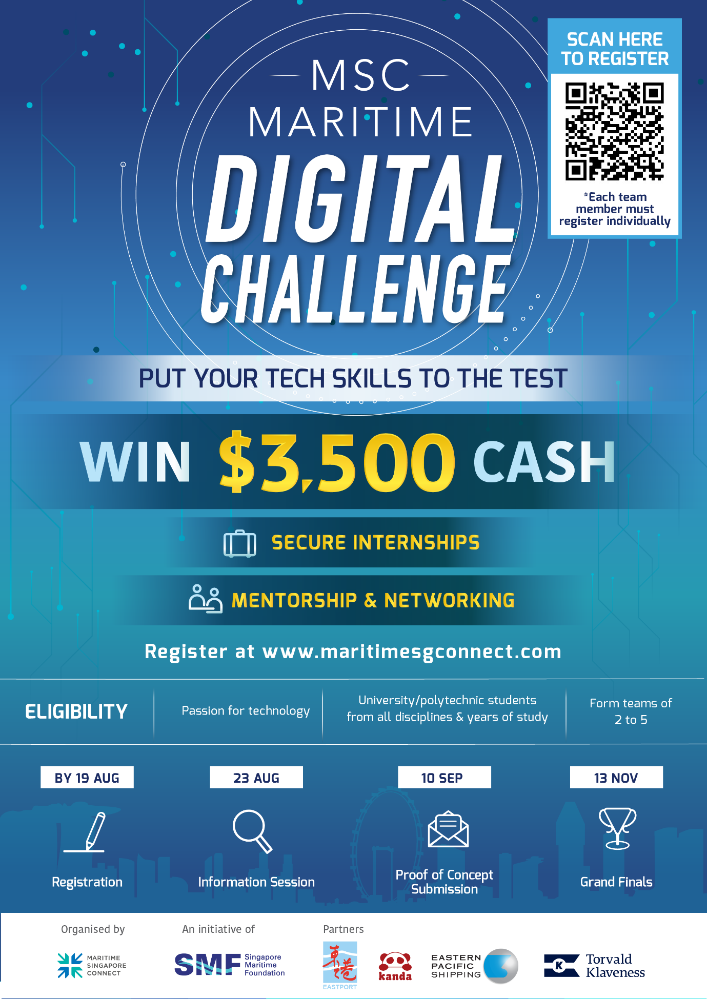 SCAN HERE
TO REGISTER
*Each team
member must
register individually
MSC
MARITIME
DIGITAL
CHALLENGE
PUT YOUR TECH SKILLS TO THE TEST
WIN $3,500 CASH
SECURE INTERNSHIPS
MENTORSHIP & NETWORKING
Register at www.maritimesgconnect.com
ELIGIBILITY
Passion for technology
University/polytechnic students
from all disciplines & years of study
Form teams of
2 to 5
BY 19 AUG
Registration
23 AUG
Information Session
10 SEP
Proof of Concept
Submission
13 NOV
Grand Finals
Organised by
MARITIME
SINGAPORE
CONNECT
An initiative of
SMF
Singapore
Maritime
Foundation
Partners
東港
EASTPORT
kanda
EASTERN
PACIFIC
SHIPPING
K
Torvald
Klaveness